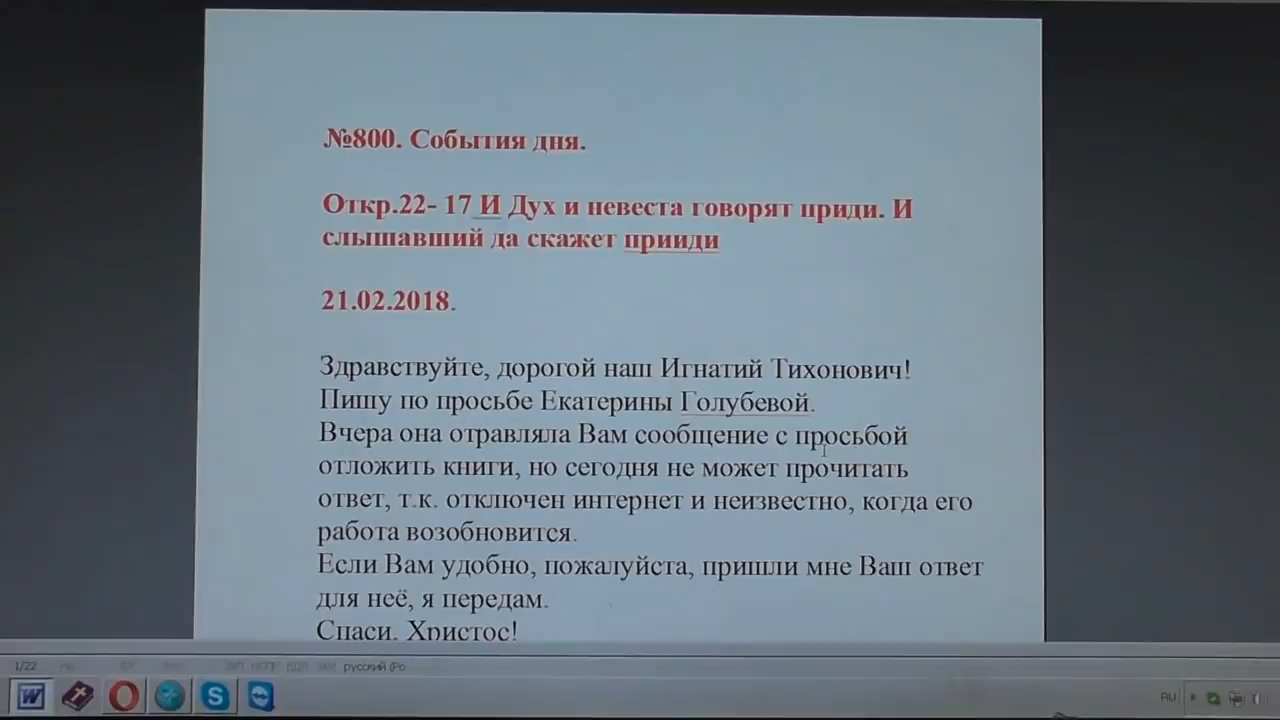 №800. События дня.
Откр.22- 17 И Дух и невеста говорят приди. И
слышавший да скажет прииди
21.02.2018.
Здравствуйте, дорогой наш Игнатий Тихонович!
Пишу по просьбе Екатерины Голубевой.
Вчера она отравляла Вам сообщение с просьбой
отложить книги, но сегодня не может прочитать
ответ, т.к. отключен интернет и неизвестно, когда его
работа возобновится.
Если Вам удобно, пожалуйста, пришли мне Ваш ответ
для неё, я передам.
Спаси, Христос!
1/22 русский (Ро
RU